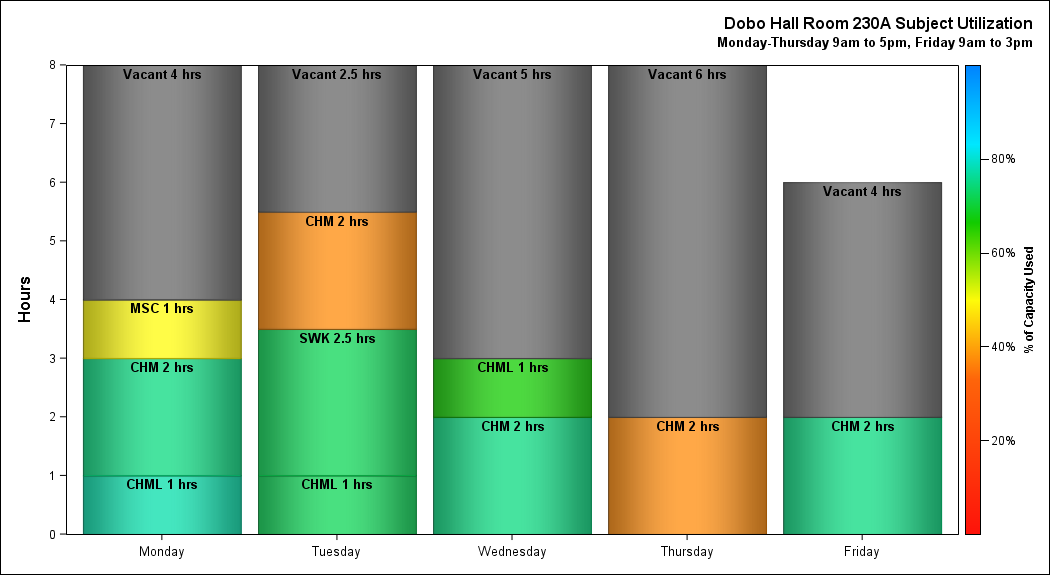 Dobo Hall Room 230A Subject Utilization
Monday-Thursday 9am to 5pm, Friday 9am to 3pm
Hours
8
7
6
5
4
3
2
1
0
Vacant 4 hrs
MSC 1 hrs
CHM 2 hrs
CHML 1 hrs
Monday
Vacant 2.5 hrs
CHM 2 hrs
SWK 2.5 hrs
CHML 1 hrs
Tuesday
Vacant 5 hrs
CHML 1 hrs
CHM 2 hrs
Wednesday
Vacant 6 hrs
CHM 2 hrs
Thursday
Vacant 4 hrs
CHM 2 hrs
Friday
80%
60%
40%
20%
% of Capacity Used